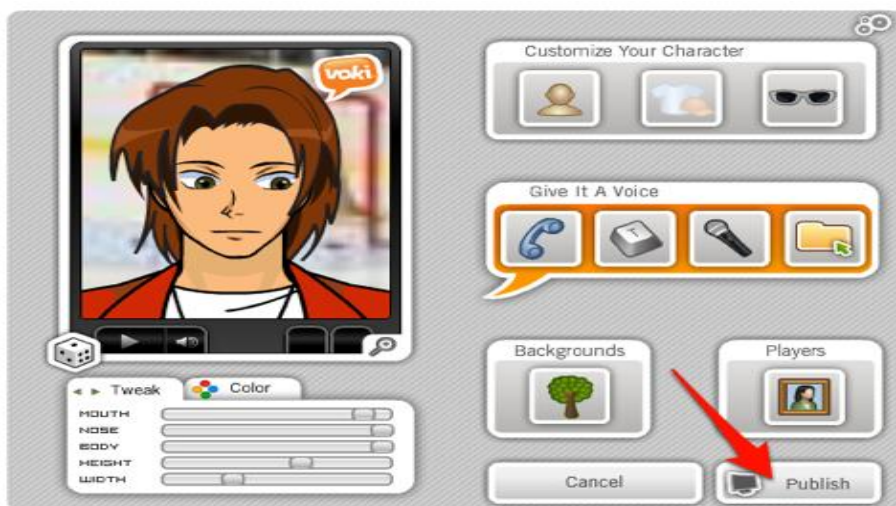 voki
Customize Your Character
Give It A Voice
T
Backgrounds
Players
Tweak
Color
MOUTH
NOSE
BODY
HEIGHT
WIDTH
Cancel
Publish